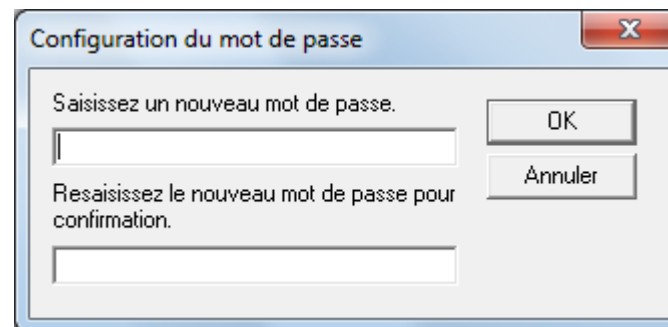 Configuration du mot de passe
Saisissez un nouveau mot de passe.
OK
Annuler
Resaisissez le nouveau mot de passe pour
confirmation.